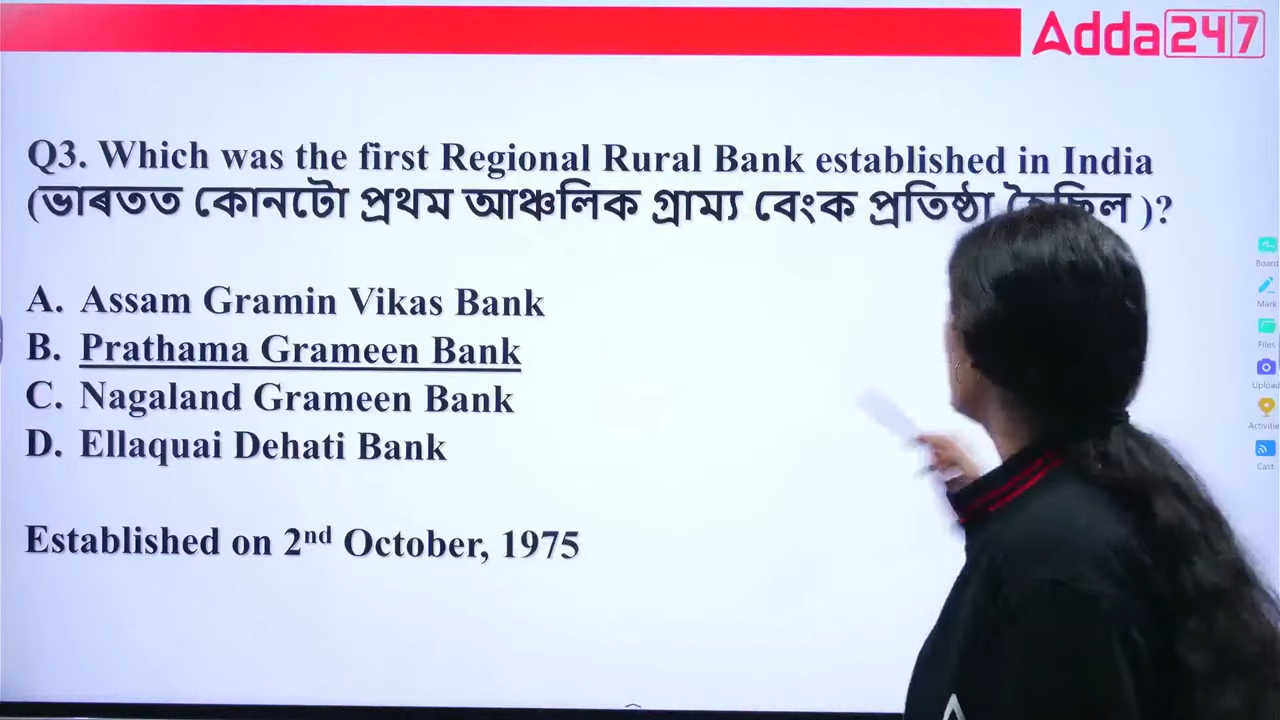 Adda247
Q3. Which was the first Regional Rural Bank established in India
(ভাৰতত কোনটো প্ৰথম আঞ্চলিক গ্ৰাম্য বেংক প্ৰতিষ্ঠা হৈছিল )?
A. Assam Gramin Vikas Bank
B. Prathama Grameen Bank
C. Nagaland Grameen Bank
D. Ellaquai Dehati Bank
Established on 2nd October, 1975
Board
Mark
Files
Upload
Activitie
Cast